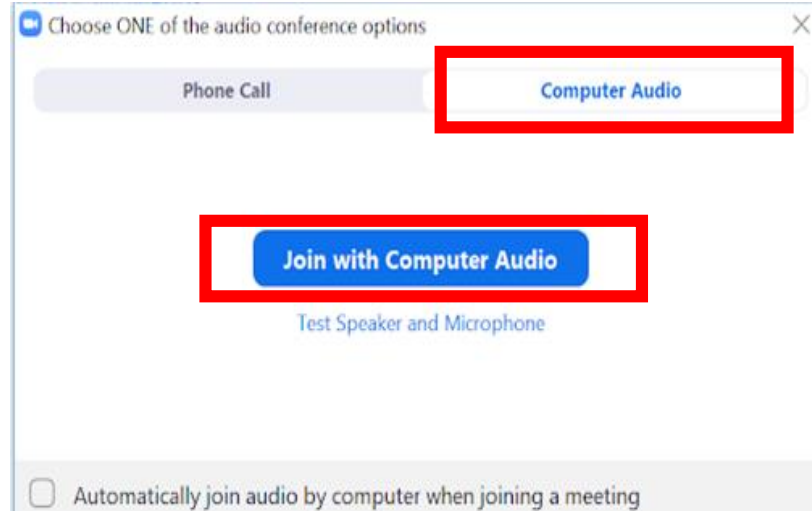 Choose ONE of the audio conference options
Phone Call
Computer Audio
Join with Computer Audio
Test Speaker and Microphone
Automatically join audio by computer when joining a meeting